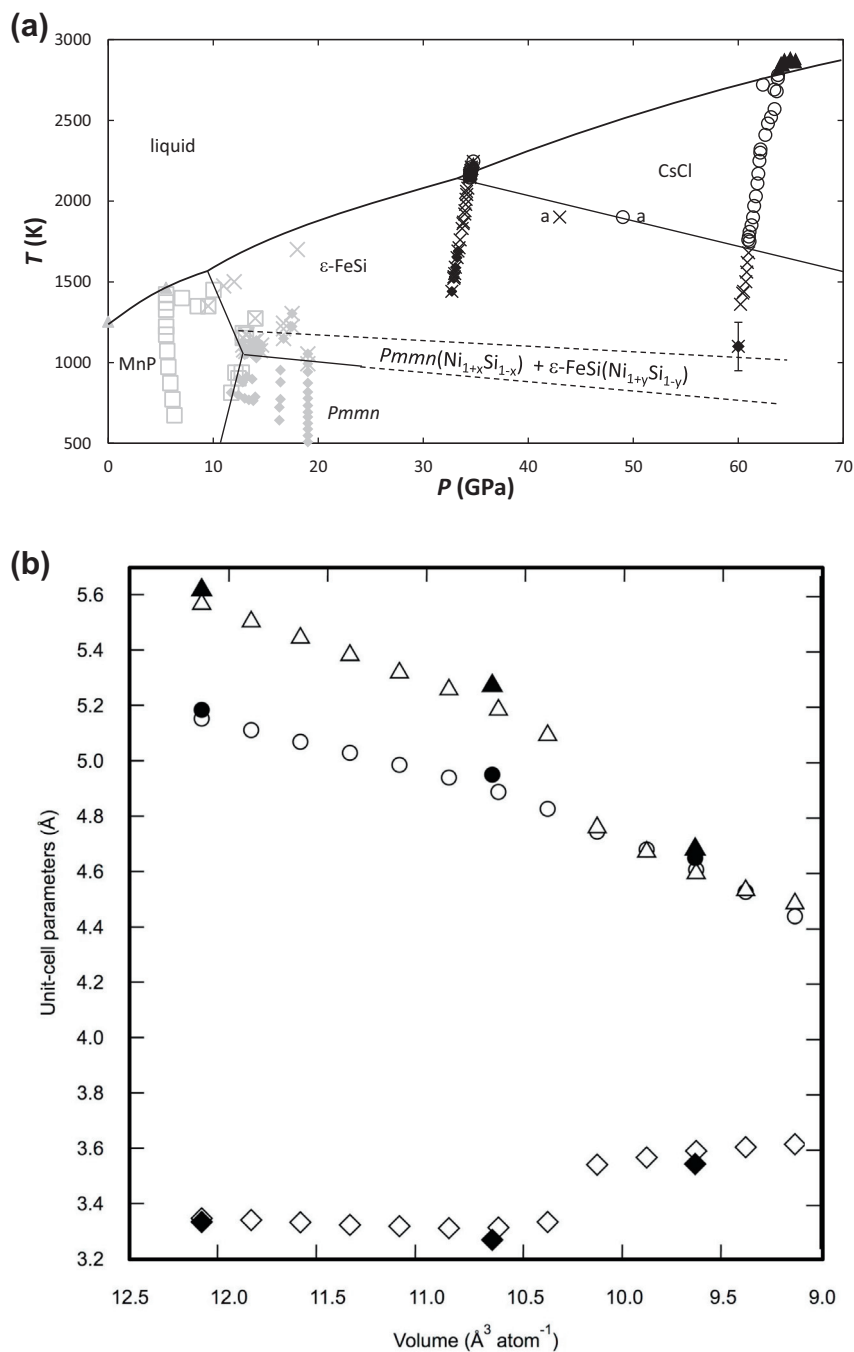 (a)
3000
2500
2000
1500
1000
500
T (K)
liquid
ε-FeSi
CsCl
a
a
MnP
Pmmn(Ni1+xSi1-x) + ε-FeSi(Ni1+ySi1-y)
Pmmn
0 10 20 30 40 50 60 70
P (GPa)
(b)
5.6
5.4
5.2
5.0
4.8
4.6
4.4
4.2
4.0
3.8
3.6
3.4
3.2
Unit-cell parameters (Å)
12.5 12.0 11.5 11.0 10.5 10.0 9.5 9.0
Volume (Å³ atom⁻¹)